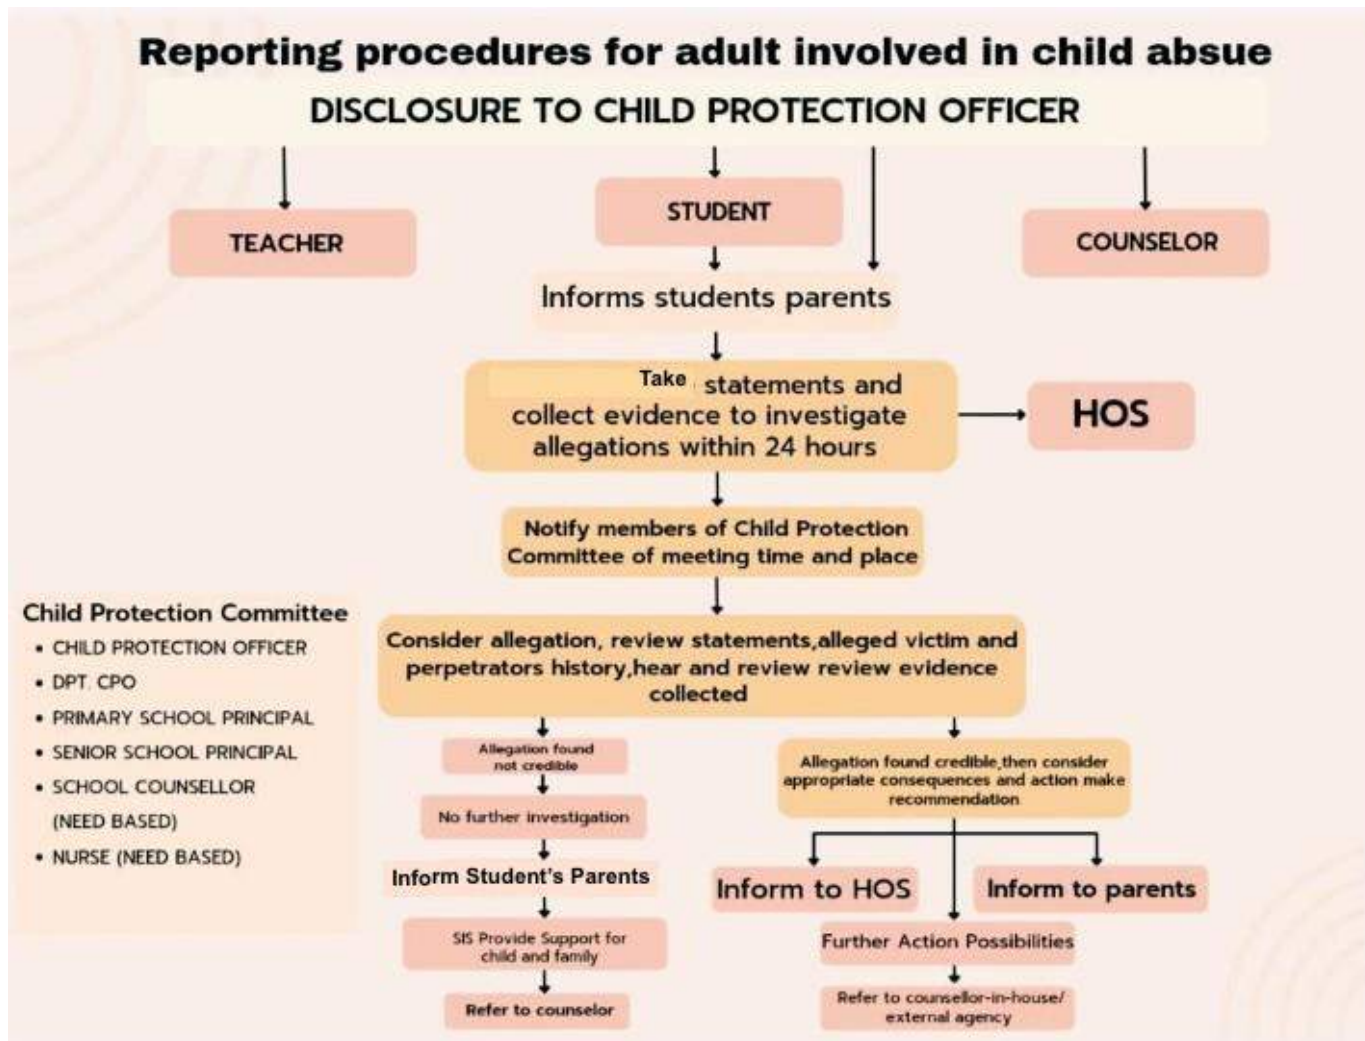 Reporting procedures for adult involved in child absue
DISCLOSURE TO CHILD PROTECTION OFFICER
TEACHER
STUDENT
COUNSELOR
Informs students parents
Take statements and
collect evidence to investigate
allegations within 24 hours
HOS
Notify members of Child Protection
Committee of meeting time and place
Child Protection Committee
• CHILD PROTECTION OFFICER
• DPT. CPO
• PRIMARY SCHOOL PRINCIPAL
• SENIOR SCHOOL PRINCIPAL
• SCHOOL COUNSELLOR
(NEED BASED)
• NURSE (NEED BASED)
Consider allegation, review statements,alleged victim and
perpetrators history,hear and review review evidence
collected
Allegation found
not credible
No further investigation
Inform Student's Parents
SIS Provide Support for
child and family
Refer to counselor
Allegation found credible,then consider
appropriate consequences and action make
recommendation
Inform to HOS
Inform to parents
Further Action Possibilities
Refer to counsellor-in-house/
external agency